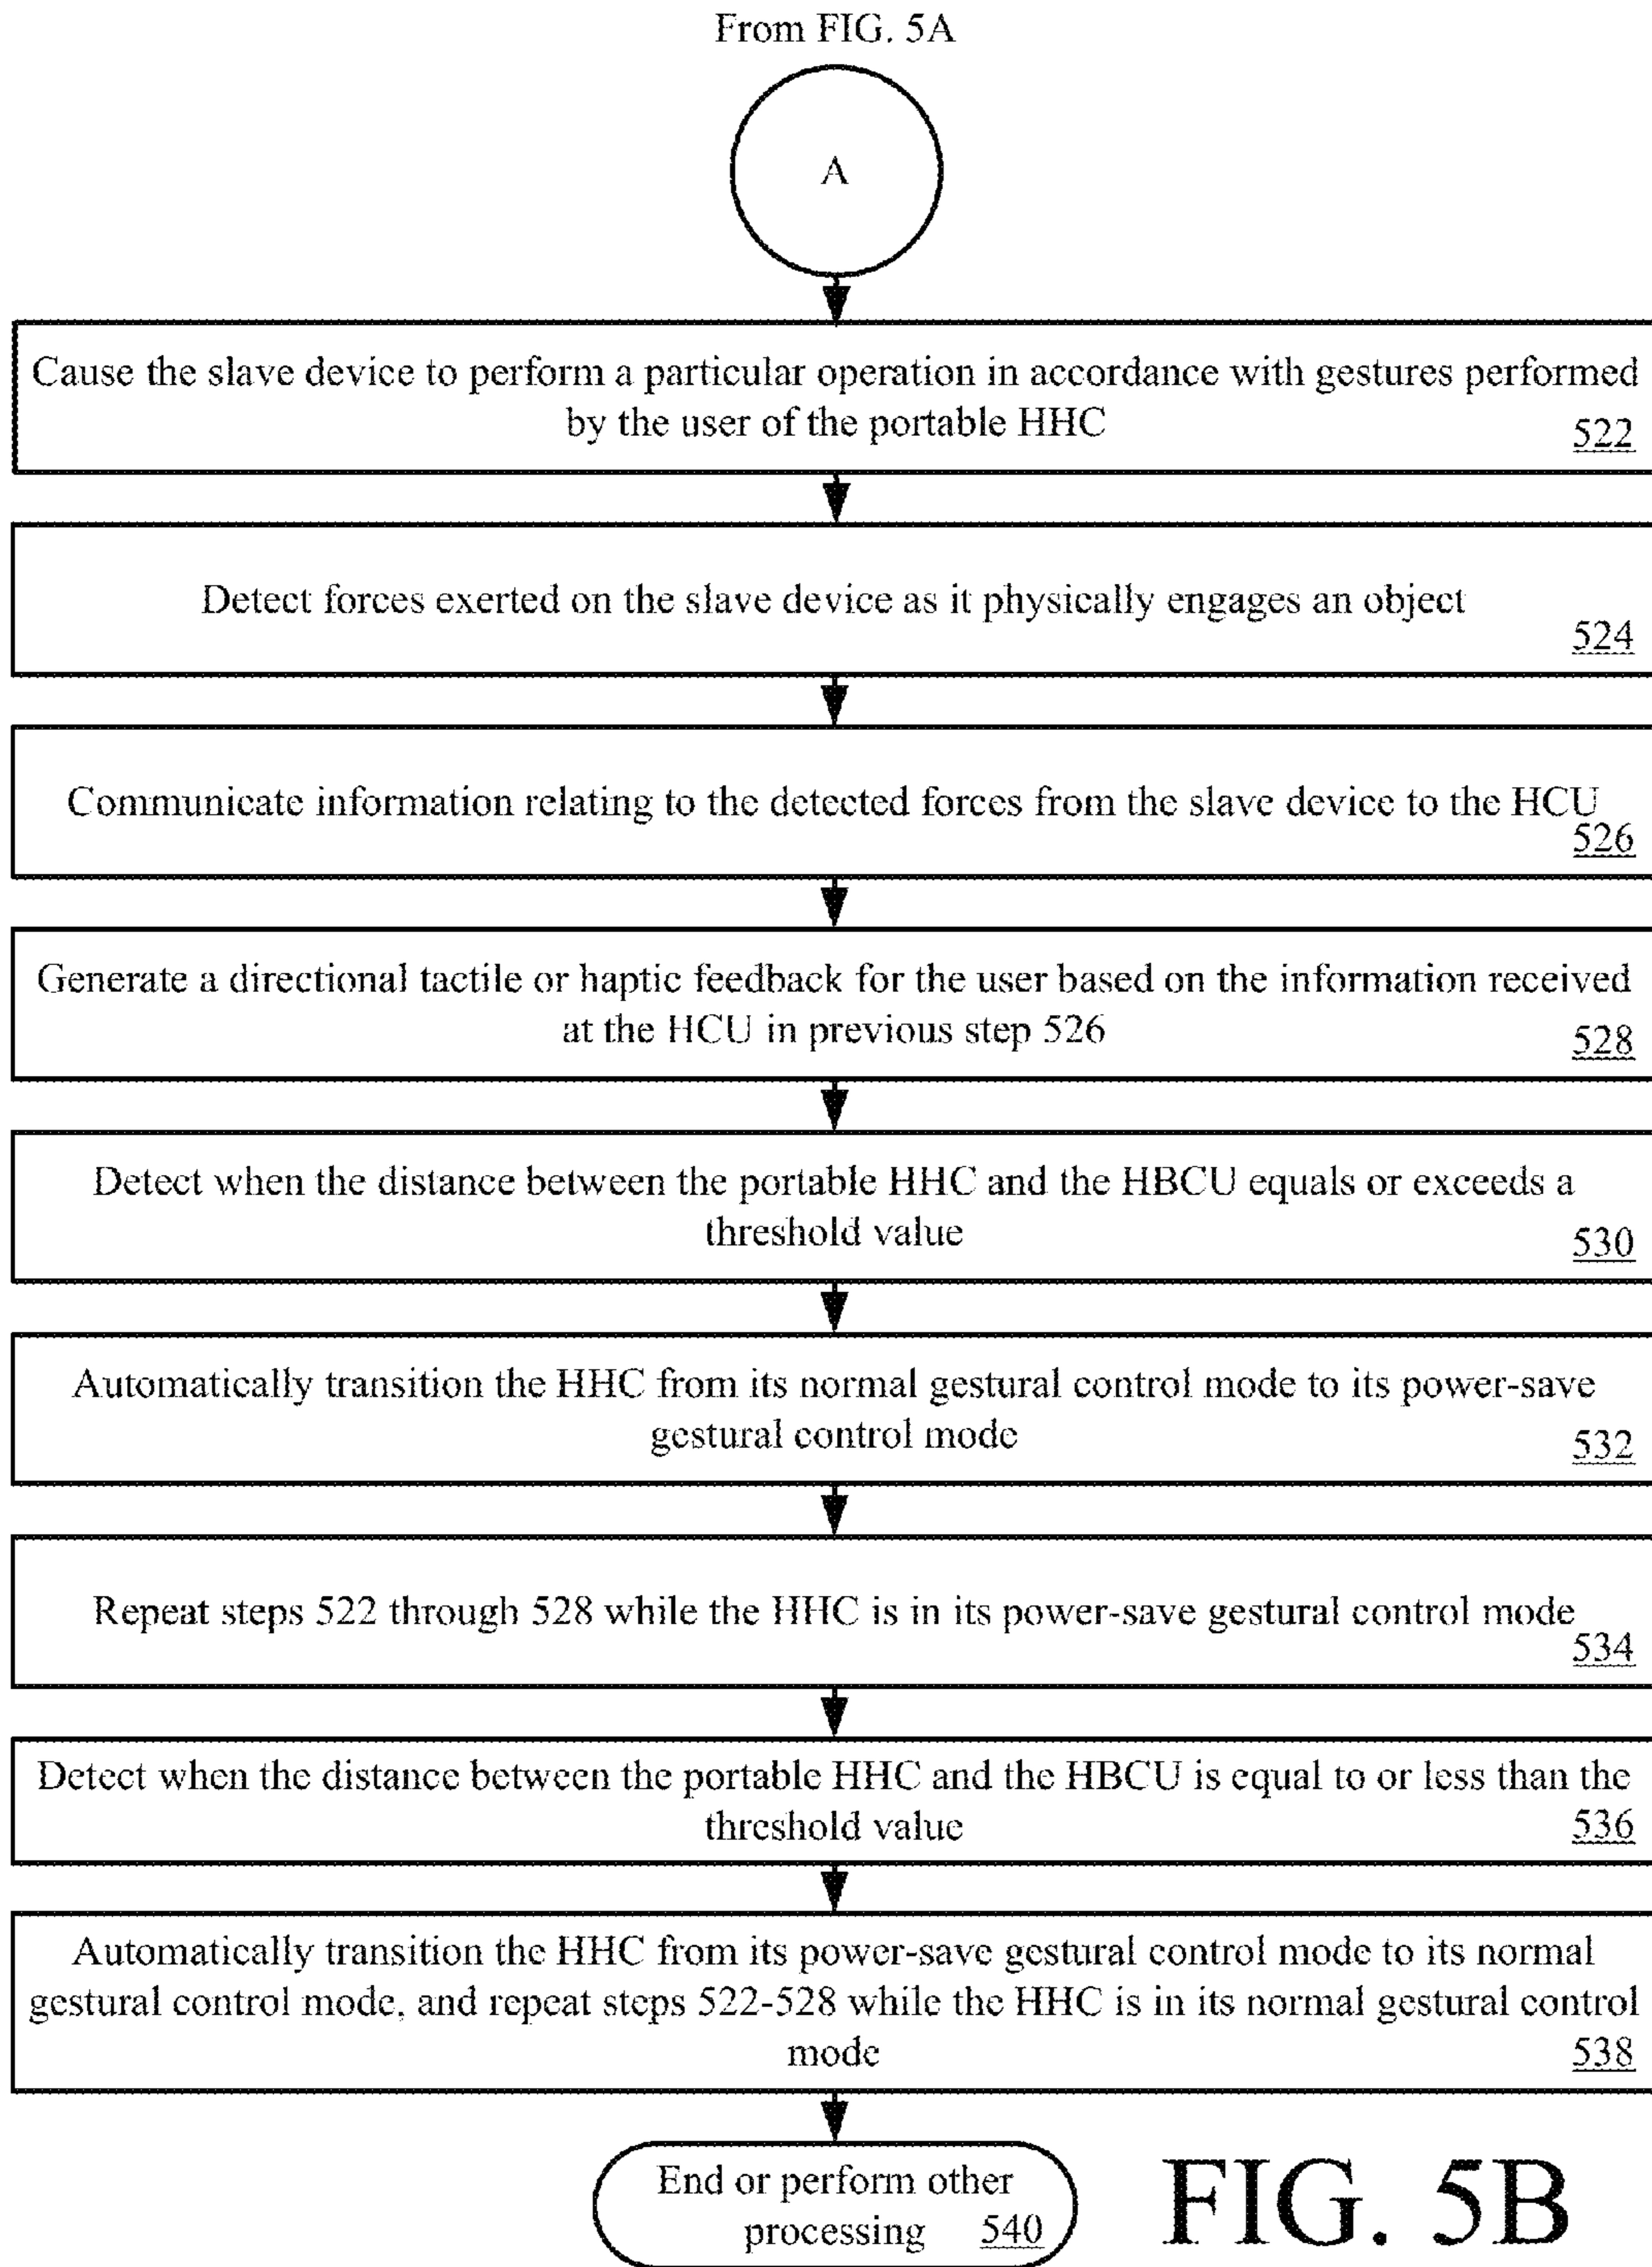 From FIG. 5A
A
Cause the slave device to perform a particular operation in accordance with gestures performed
by the user of the portable HHC
522
Detect forces exerted on the slave device as it physically engages an object
524
Communicate information relating to the detected forces from the slave device to the HCU
526
Generate a directional tactile or haptic feedback for the user based on the information received
at the HCU in previous step 526
528
Detect when the distance between the portable HHC and the HBCU equals or exceeds a
threshold value
530
Automatically transition the HHC from its normal gestural control mode to its power-save
gestural control mode
532
Repeat steps 522 through 528 while the HHC is in its power-save gestural control mode
534
Detect when the distance between the portable HHC and the HBCU is equal to or less than the
threshold value
536
Automatically transition the HHC from its power-save gestural control mode to its normal
gestural control mode, and repeat steps 522-528 while the HHC is in its normal gestural control
mode
538
End or perform other
processing 540
FIG. 5B